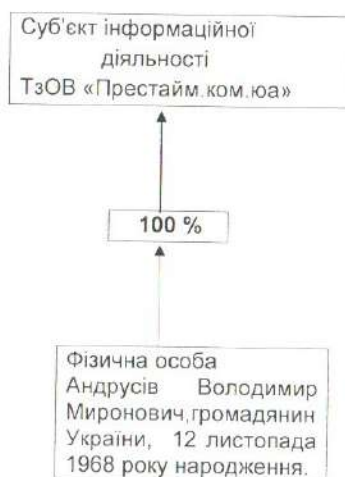 Суб’єкт інформаційної
діяльності
ТзОВ «Престайм.ком.юа»
100 %
Фізична особа
Андрусів Володимир
Миронович,громадянин
України, 12 листопада
1968 року народження.